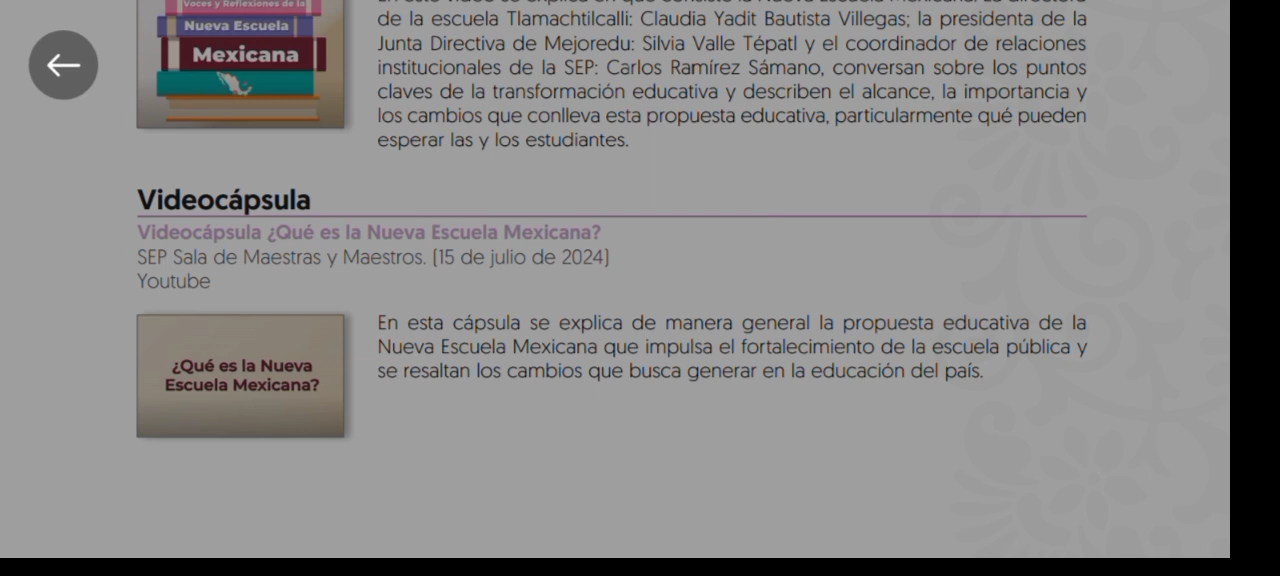 Voces y Reflexiones de la
Nueva Escuela
Mexicana
de la escuela Tlamachtilcalli: Claudia Yadit Bautista Villegas; la presidenta de la
Junta Directiva de Mejoredu: Silvia Valle Tépatl y el coordinador de relaciones
institucionales de la SEP: Carlos Ramírez Sámano, conversan sobre los puntos
claves de la transformación educativa y describen el alcance, la importancia y
los cambios que conlleva esta propuesta educativa, particularmente qué pueden
esperar las y los estudiantes.
Videocápsula
Videocápsula ¿Qué es la Nueva Escuela Mexicana?
SEP Sala de Maestras y Maestros. (15 de julio de 2024)
Youtube
¿Qué es la Nueva
Escuela Mexicana?
En esta cápsula se explica de manera general la propuesta educativa de la
Nueva Escuela Mexicana que impulsa el fortalecimiento de la escuela pública y
se resaltan los cambios que busca generar en la educación del país.